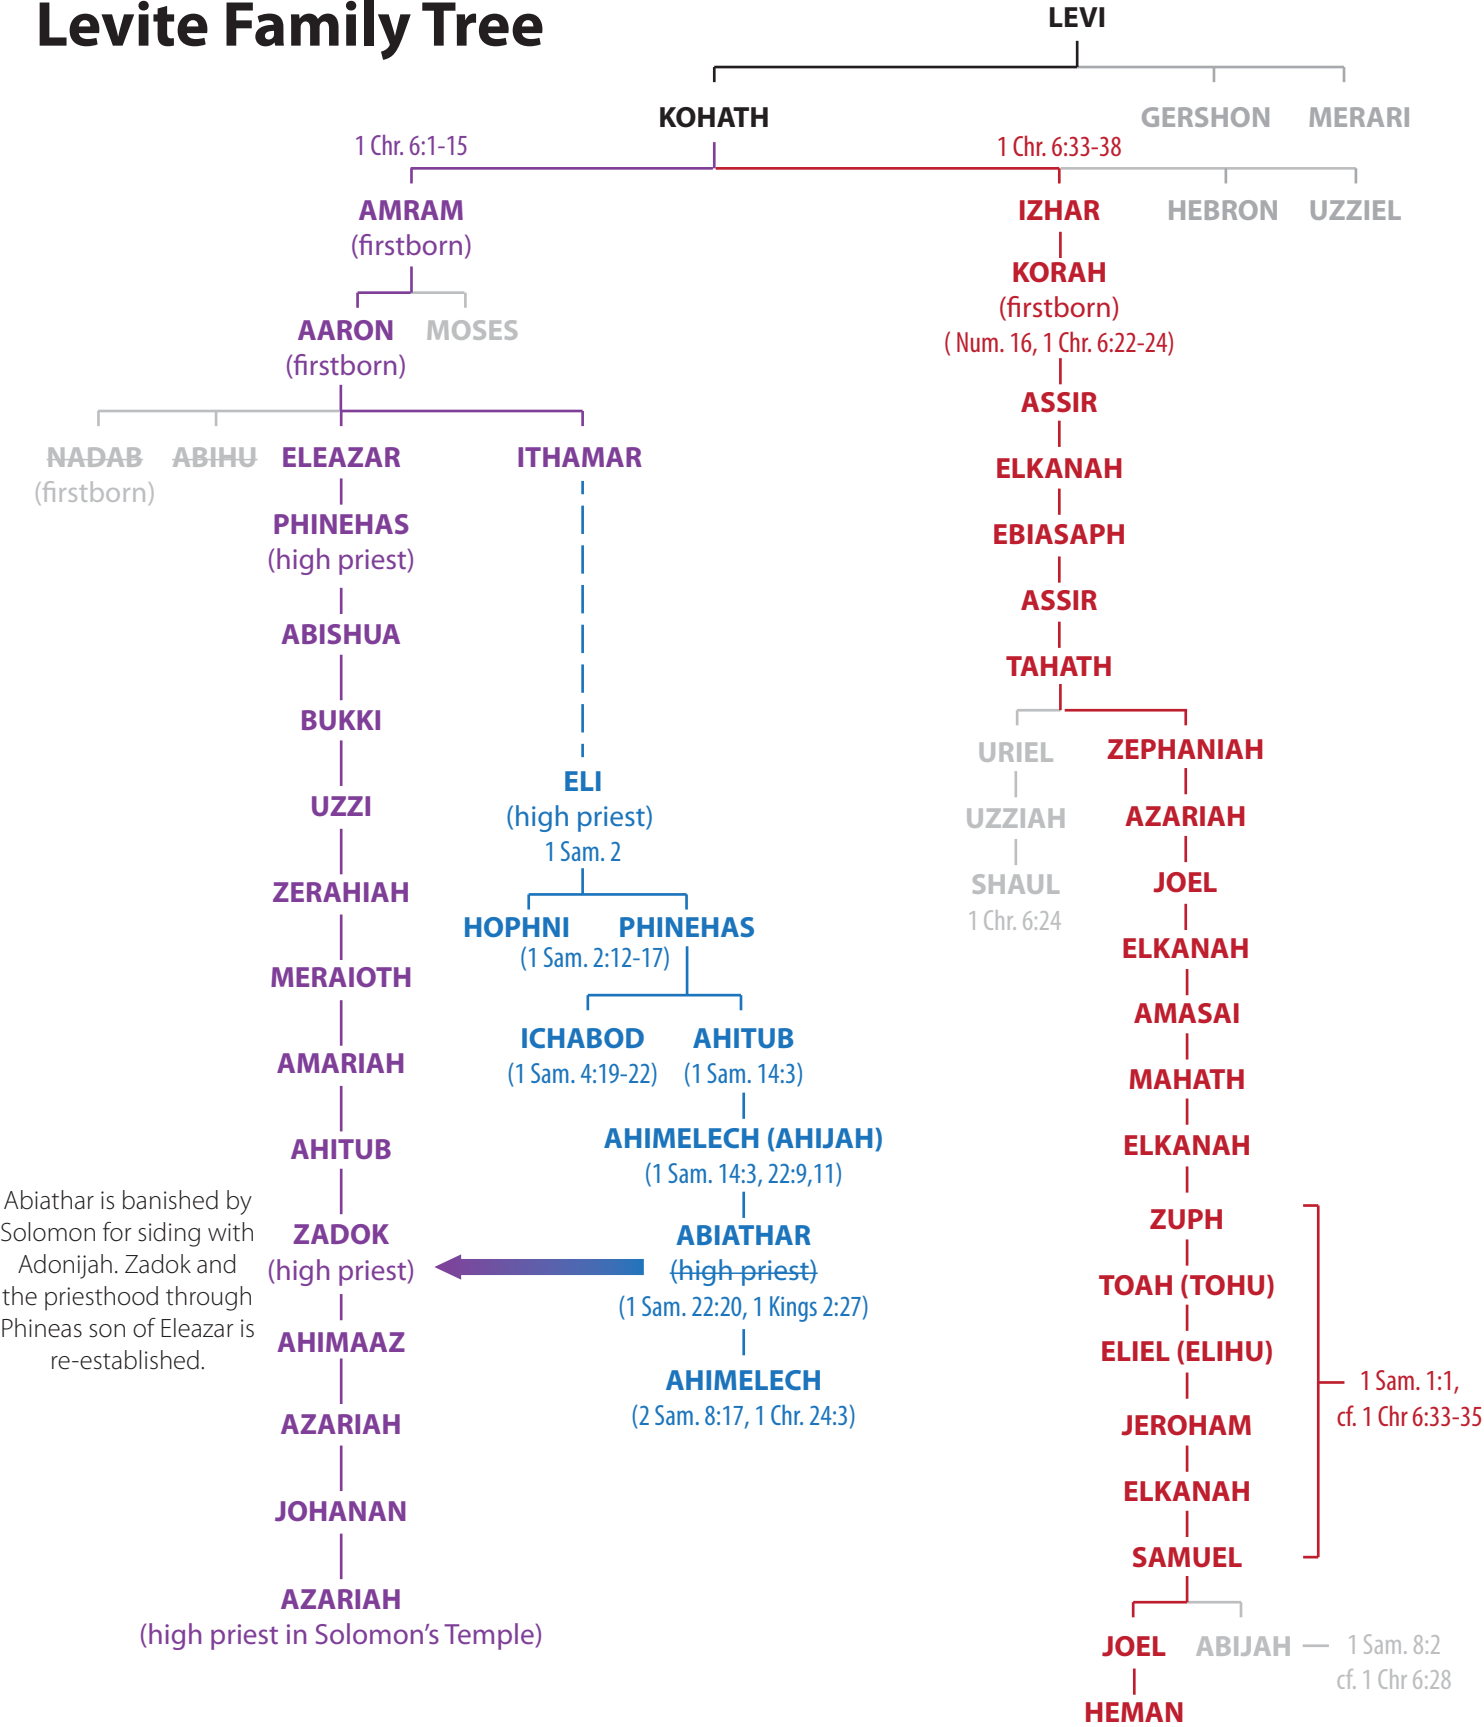 Levite Family Tree
LEVI
KOHATH
GERSHON
MERARI
1 Chr. 6:1-15
1 Chr. 6:33-38
AMRAM
(firstborn)
IZHAR
HEBRON
UZZIEL
AARON
(firstborn)
MOSES
NADAB
(firstborn)
ABIHU
ELEAZAR
ITHAMAR
PHINEHAS
(high priest)
ABISHUA
BUKKI
UZZI
ZERAHIAH
MERAIOTH
AMARIAH
AHITUB
ZADOK
(high priest)
AHIMAAZ
AZARIAH
JOHANAN
AZARIAH
(high priest in Solomon’s Temple)
Abiathar is banished by
Solomon for siding with
Adonijah. Zadok and
the priesthood through
Phineas son of Eleazar is
re-established.
ELI
(high priest)
1 Sam. 2
HOPHNI
PHINEHAS
(1 Sam. 2:12-17)
ICHABOD
(1 Sam. 4:19-22)
AHITUB
(1 Sam. 14:3)
AHIMELECH (AHIJAH)
(1 Sam. 14:3, 22:9,11)
ABIATHAR
(high priest)
(1 Sam. 22:20, 1 Kings 2:27)
AHIMELECH
(2 Sam. 8:17, 1 Chr. 24:3)
KORAH
(firstborn)
( Num. 16, 1 Chr. 6:22-24)
ASSIR
ELKANAH
EBIASAPH
ASSIR
TAHATH
URIEL
UZZIAH
SHAUL
1 Chr. 6:24
ZEPHANIAH
AZARIAH
JOEL
ELKANAH
AMASAI
MAHATH
ELKANAH
ZUPH
TOAH (TOHU)
ELIEL (ELIHU)
JEROHAM
ELKANAH
SAMUEL
1 Sam. 1:1,
cf. 1 Chr 6:33-35
JOEL
ABIJAH
1 Sam. 8:2
cf. 1 Chr 6:28
HEMAN